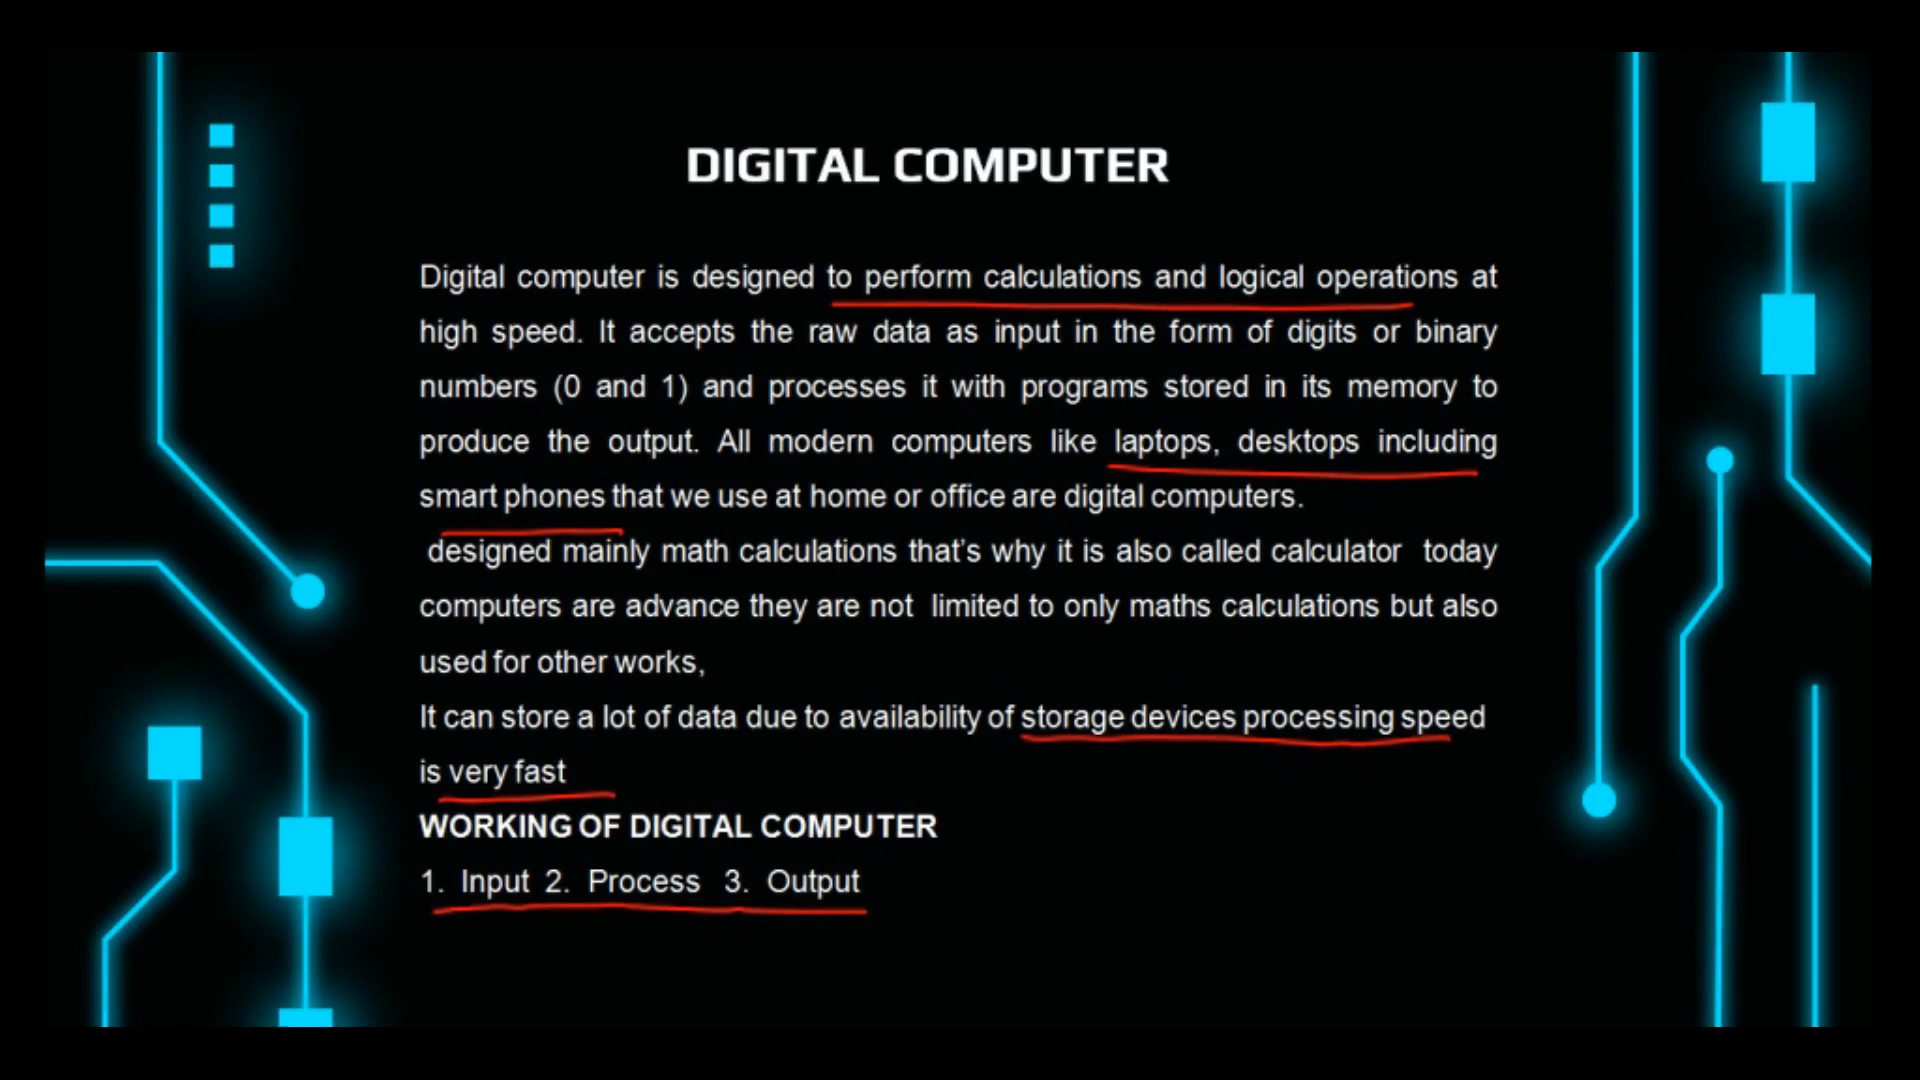 DIGITAL COMPUTER
Digital computer is designed to perform calculations and logical operations at
high speed. It accepts the raw data as input in the form of digits or binary
numbers (0 and 1) and processes it with programs stored in its memory to
produce the output. All modern computers like laptops, desktops including
smart phones that we use at home or office are digital computers.
designed mainly math calculations that’s why it is also called calculator today
computers are advance they are not limited to only maths calculations but also
used for other works,
It can store a lot of data due to availability of storage devices processing speed
is very fast
WORKING OF DIGITAL COMPUTER
1. Input 2. Process 3. Output